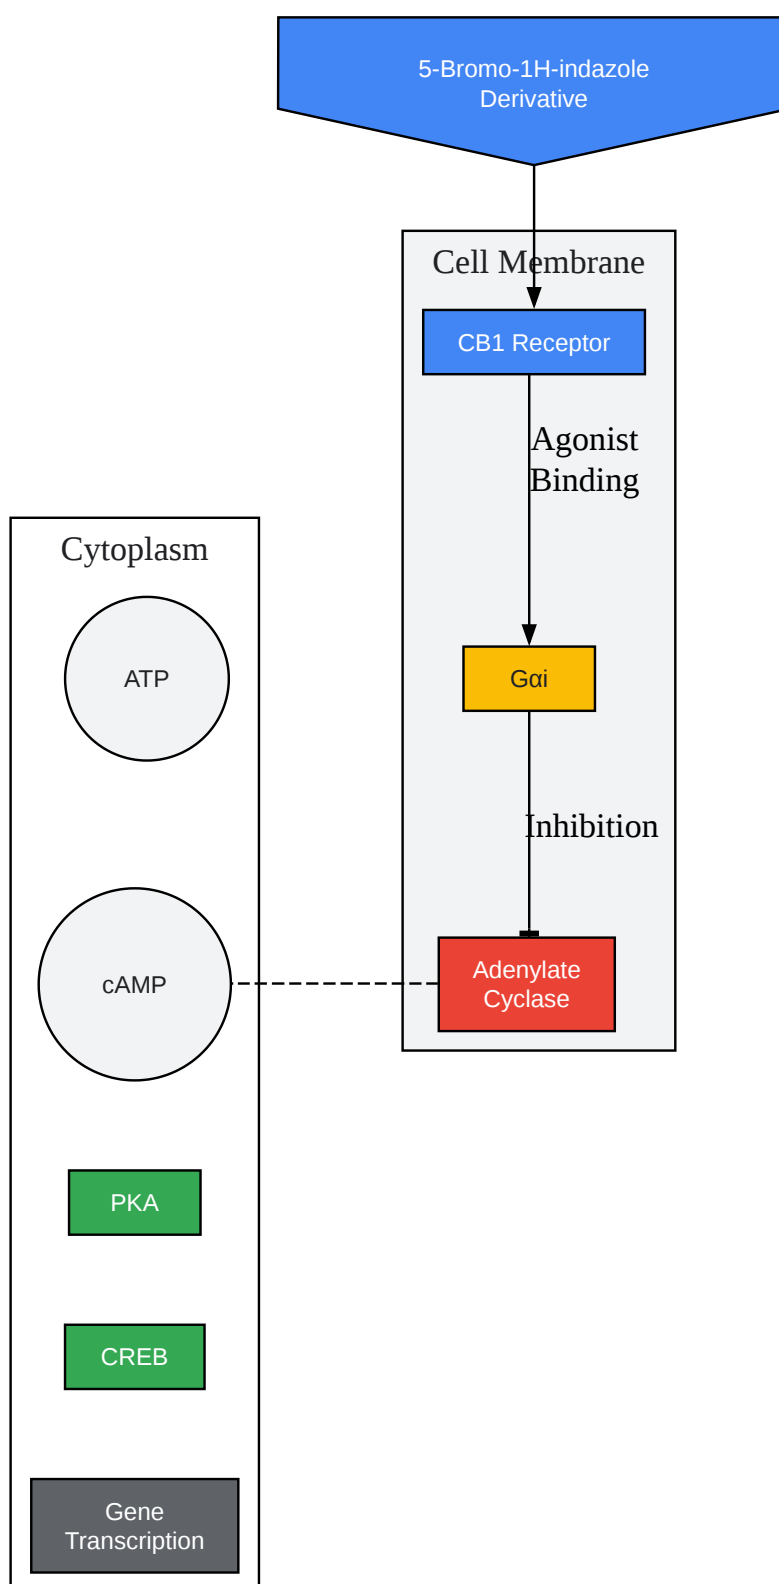 5-Bromo-1H-indazole
Derivative
Cell Membrane
CB1 Receptor
Agonist
Binding
Cytoplasm
ATP
Gαi
Inhibition
cAMP
Adenylate
Cyclase
PKA
CREB
Gene
Transcription